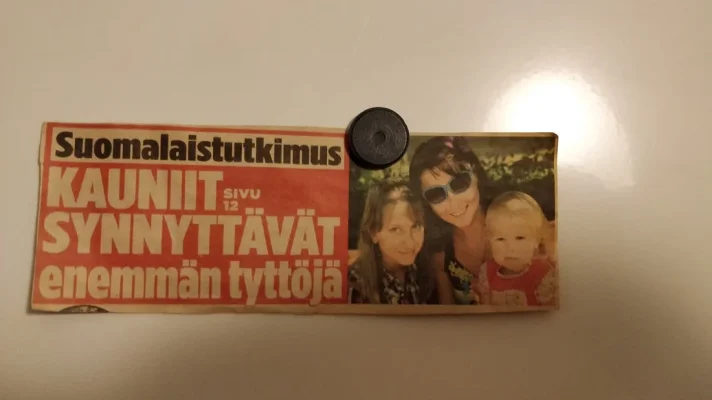 Suomalaistutkimus
KAUNIIT SIVU 12
SYNNYTTÄVÄT
enemmän tyttöjä